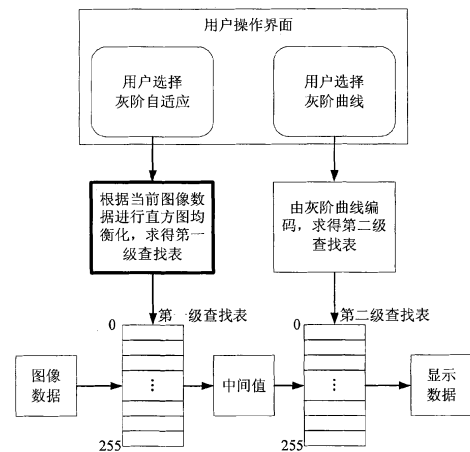 用户操作界面
用户选择
灰阶自适应
用户选择
灰阶曲线
根据当前图像数
据进行直方图均
衡化，求得第一
级查找表
由灰阶曲线编
码，求得第二级
查找表
0
第一级查找表
0
第二级查找表
图像
数据
⋮
中间值
⋮
显示
数据
255
255